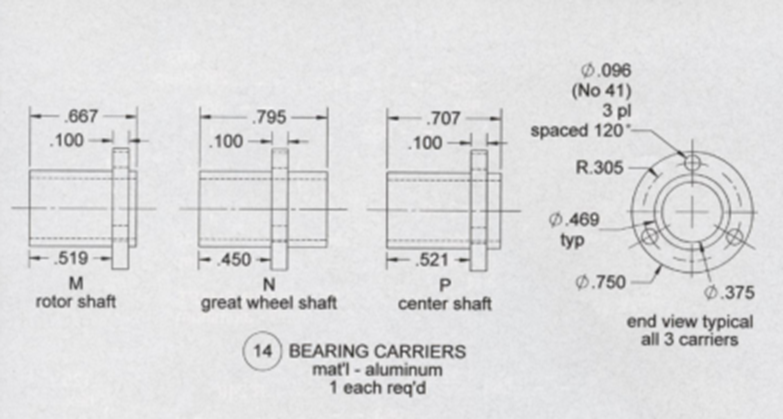 .667
.100
.519
M
rotor shaft
.795
.100
.450
N
great wheel shaft
.707
.100
.521
P
center shaft
∅.096
(No 41)
3 pl
spaced 120°
R.305
∅.469
typ
∅.750
∅.375
end view typical
all 3 carriers
14 BEARING CARRIERS
mat'l - aluminum
1 each req'd